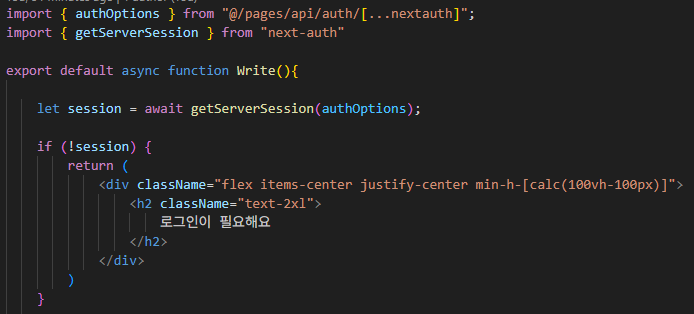 import { authOptions } from "@/pages/api/auth/[...nextauth]";
import { getServerSession } from "next-auth"
export default async function Write(){
let session = await getServerSession(authOptions);
if (!session) {
return (
<div className="flex items-center justify-center min-h-[calc(100vh-100px)]">
<h2 className="text-2xl">
로그인이 필요해요
</h2>
</div>
)
}